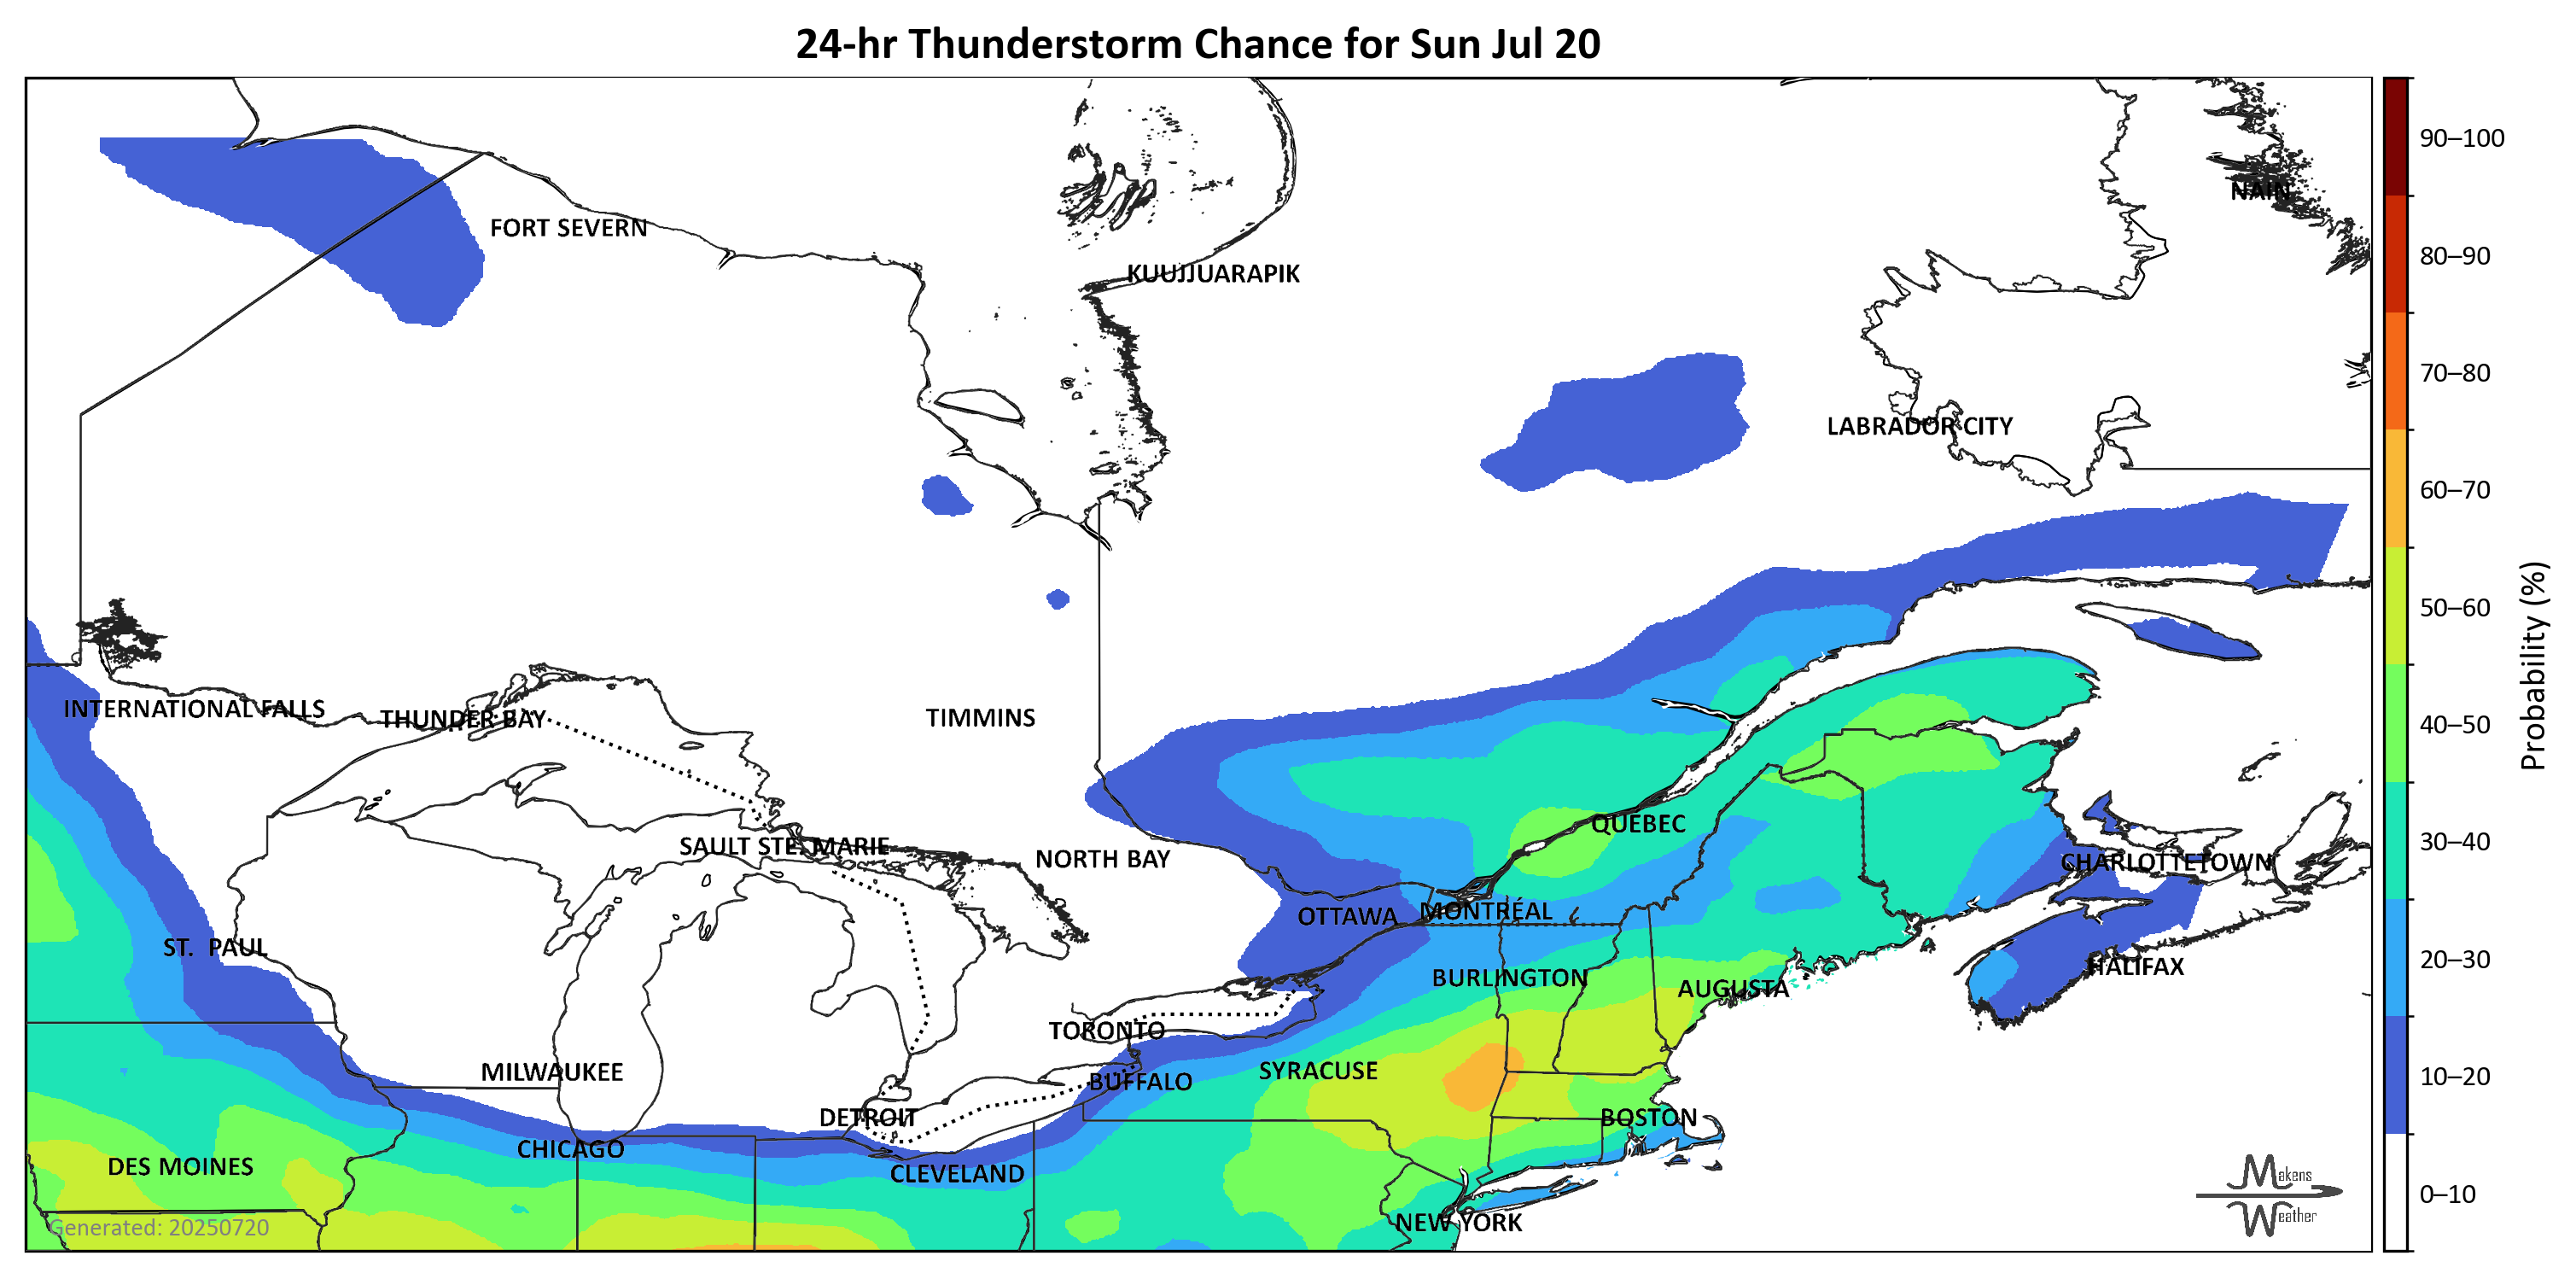 24-hr Thunderstorm Chance for Sun Jul 20
90–100
NAIN
FORT SEVERN
80–90
KUUJJUARAPIK
70–80
LABRADOR CITY
60–70
50–60
Probability (%)
INTERNATIONAL FALLS
THUNDER BAY
TIMMINS
40–50
QUEBEC
SAULT STE. MARIE
30–40
NORTH BAY
CHARLOTTETOWN
OTTAWA
MONTRÉAL
ST. PAUL
20–30
HALIFAX
BURLINGTON
AUGUSTA
TORONTO
MILWAUKEE
SYRACUSE
10–20
BUFFALO
DETROIT
BOSTON
CHICAGO
DES MOINES
CLEVELAND
Makens
Weather
0–10
NEW YORK
Generated: 20250720